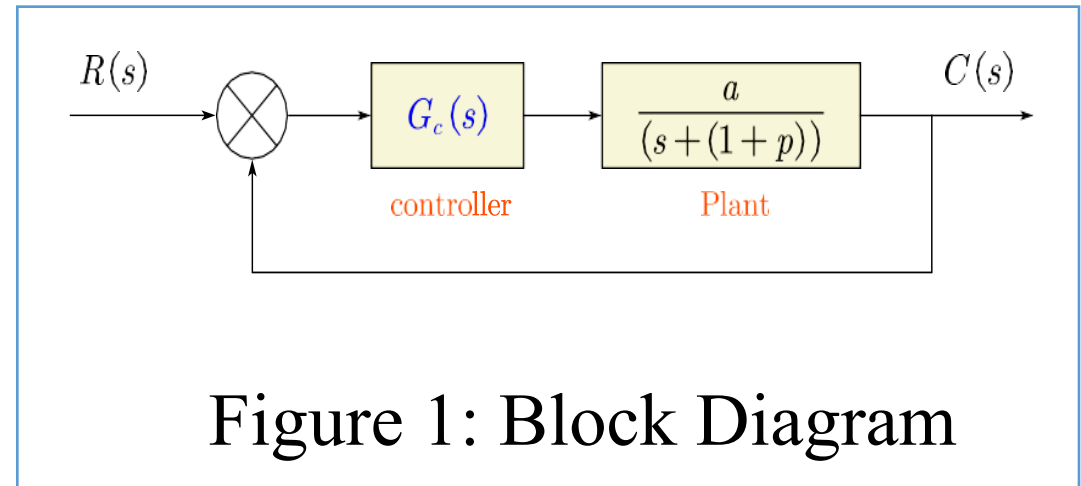 R(s)
C(s)
G_c(s)
a
(s+(1+p))
controller
Plant
Figure 1: Block Diagram